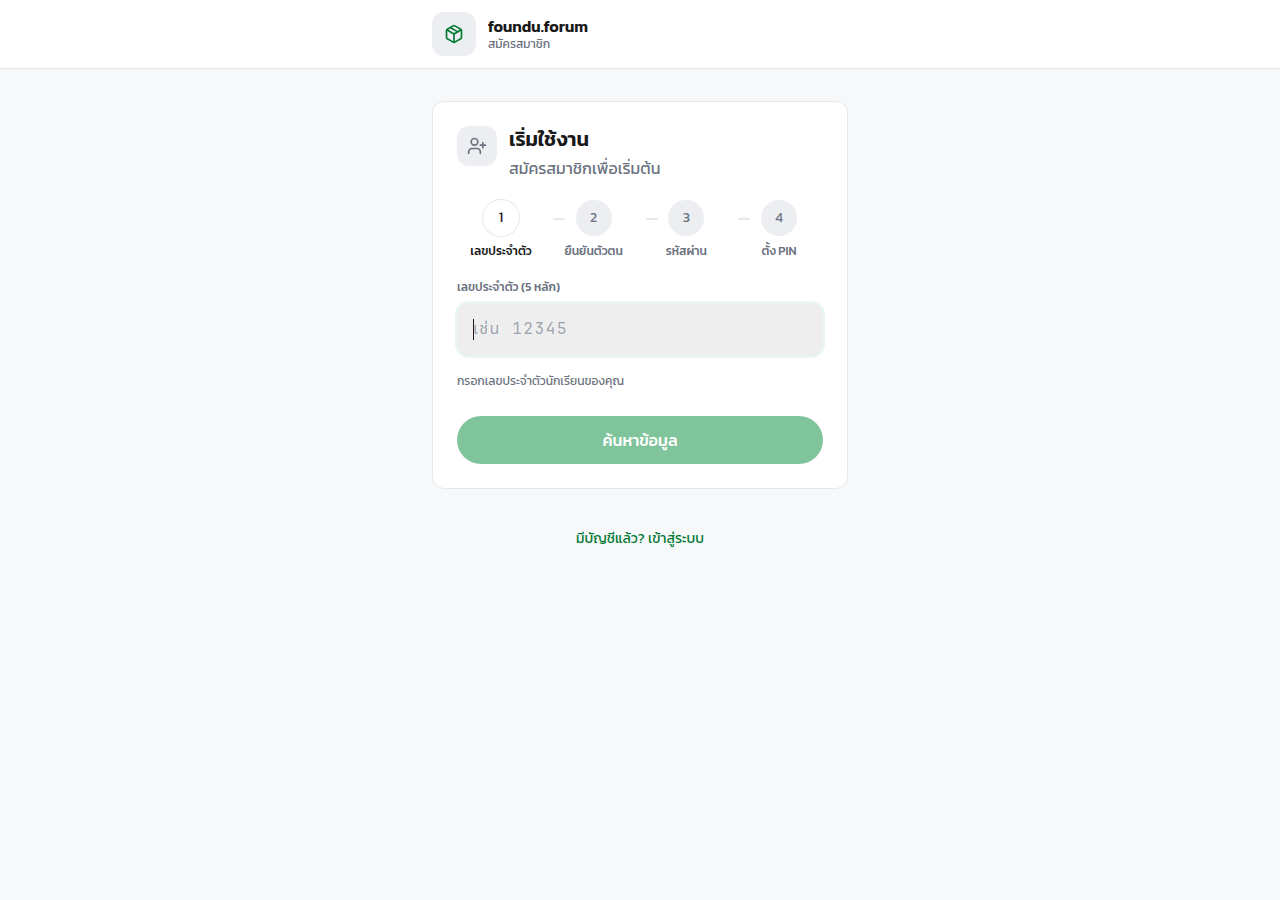 foundu.forum
สมัครสมาชิก
เริ่มใช้งาน
สมัครสมาชิกเพื่อเริ่มต้น
1
2
3
4
เลขประจำตัว
ยืนยันตัวตน
รหัสผ่าน
ตั้ง PIN
เลขประจำตัว (5 หลัก)
เช่น 12345
กรอกเลขประจำตัวนักเรียนของคุณ
ค้นหาข้อมูล
มีบัญชีแล้ว? เข้าสู่ระบบ